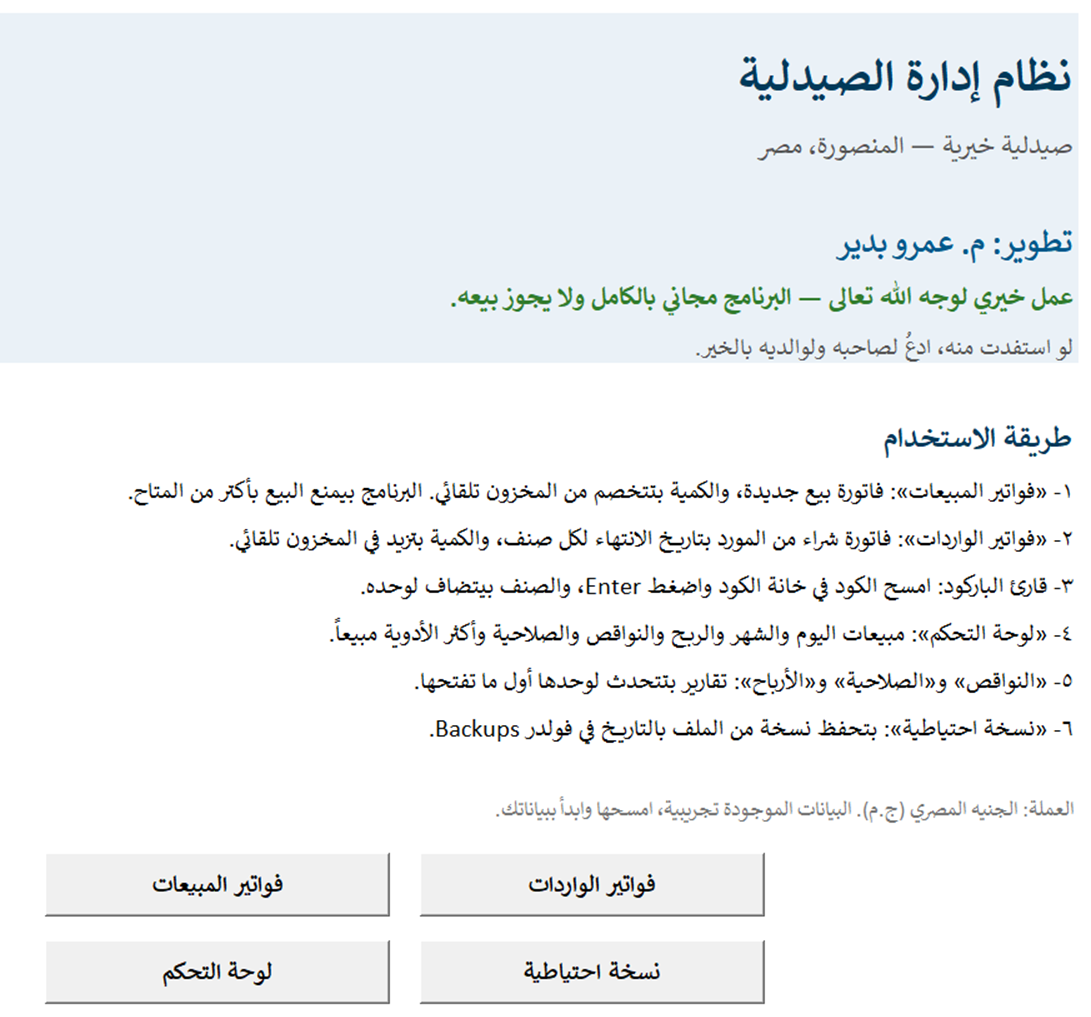 نظام إدارة الصيدلية
صيدلية خيرية — المنصورة، مصر
تطوير: م. عمرو بدير
عمل خيري لوجه الله تعالى — البرنامج مجاني بالكامل ولا يجوز بيعه.
لو استفدت منه، ادعُ لصاحبه ولوالديه بالخير.
طريقة الاستخدام
١- «فواتير المبيعات»: فاتورة بيع جديدة، والكمية بتتخصم من المخزون تلقائي. البرنامج بيمنع البيع بأكتر من المتاح.
٢- «فواتير الواردات»: فاتورة شراء من المورد بتاريخ الانتهاء لكل صنف، والكمية بتزيد في المخزون تلقائي.
٣- قارئ الباركود: امسح الكود في خانة الكود واضغط Enter، والصنف بيتضاف لوحده.
٤- «لوحة التحكم»: مبيعات اليوم والشهر والربح والنواقص والصلاحية وأكثر الأدوية مبيعاً.
٥- «النواقص» و«الصلاحية» و«الأرباح»: تقارير بتتحدث لوحدها أول ما تفتحها.
٦- «نسخة احتياطية»: بتحفظ نسخة من الملف بالتاريخ في فولدر Backups.
العملة: الجنيه المصري (ج.م). البيانات الموجودة تجريبية، امسحها وابدأ ببياناتك.
فواتير الواردات
فواتير المبيعات
نسخة احتياطية
لوحة التحكم